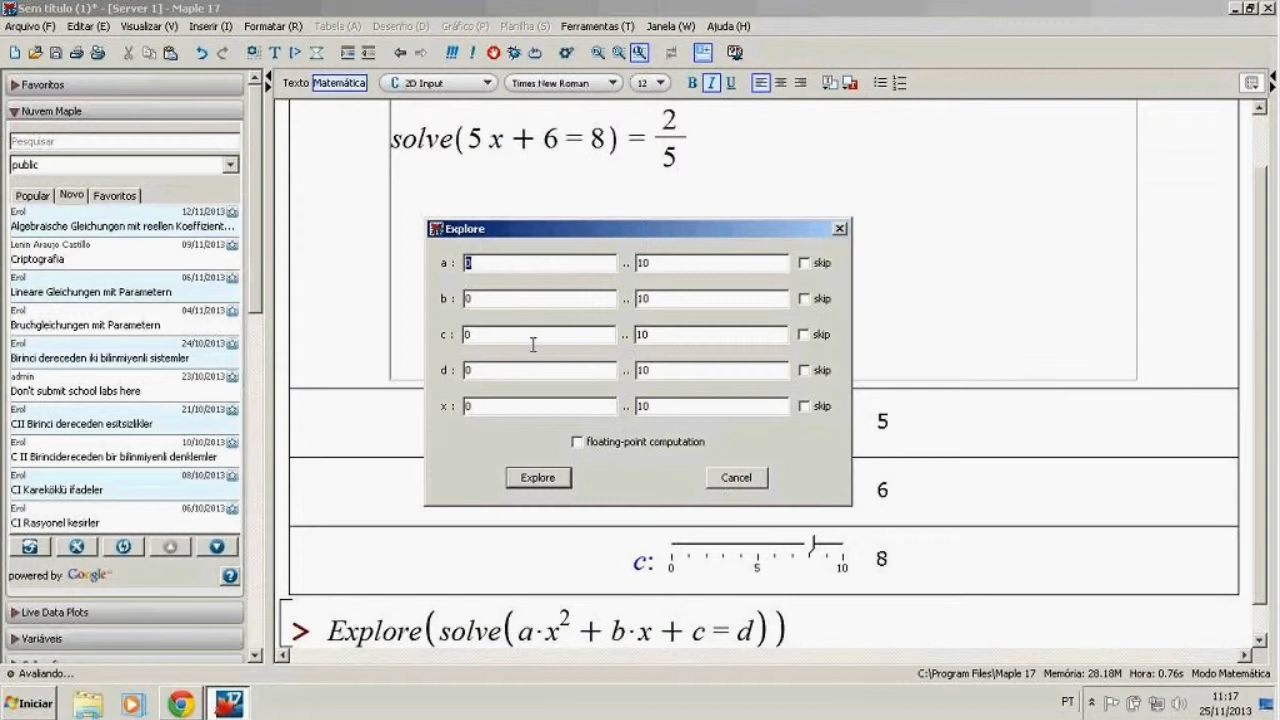 Sem título (1)* - [Server 1] - Maple 17
Arquivo (F) Editar (E) Visualizar (V) Inserir (I) Formatar (R) Tabela (A) Desenho (D) Gráfico (P) Planilha (S) Ferramentas (T) Janela (W) Ajuda (H)
Texto Matemática C 2D Input Times New Roman 12 B I U
Favoritos
Nuvem Maple
Pesquisar
public
Popular Novo Favoritos
Erol 12/11/2013
Algebraische Gleichungen mit reellen Koeffizient...
Lenin Araujo Castillo 09/11/2013
Criptografia
Erol 06/11/2013
Lineare Gleichungen mit Parametern
Erol 04/11/2013
Bruchgleichungen mit Parametern
Erol 24/10/2013
Birinci dereceden iki bilinmiyenli sistemler
admin 23/10/2013
Don't submit school labs here
Erol 21/10/2013
CII Birinci dereceden esitsizlikler
Erol 10/10/2013
C II Birincidereceden bir bilinmiyenli denklemler
Erol 08/10/2013
CI Kareköklü ifadeler
Erol 06/10/2013
CI Rasyonel kesirler
powered by Google™
Live Data Plots
Variáveis
solve(5 x + 6 = 8) = 2/5
Explore
a : 0 .. 10 skip
b : 0 .. 10 skip
c : 0 .. 10 skip
d : 0 .. 10 skip
x : 0 .. 10 skip
floating-point computation
Explore Cancel
5
6
c: 0 5 10 8
> Explore(solve(a·x² + b·x + c = d))
Avaliando... C:\Program Files\Maple 17 Memória: 28.18M Hora: 0.76s Modo Matemática
Iniciar 17 PT 11:17
25/11/2013